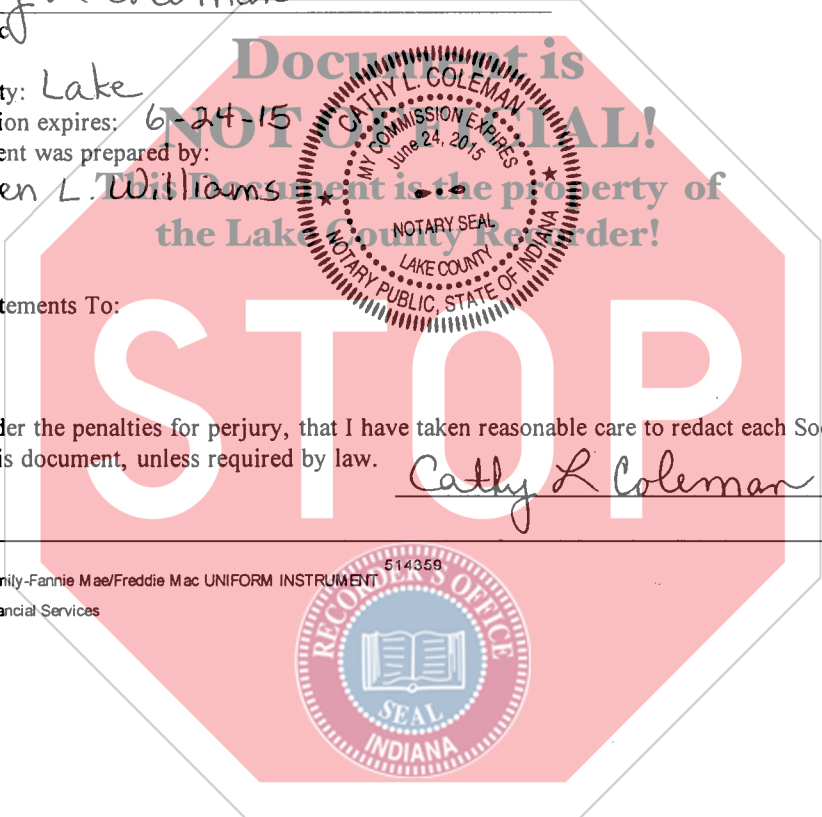 Document is
ty: Lake
ion expires: 6-24-15
NOT OFFICIAL!
ent was prepared by:
en L. Williams
This Document is the property of
the Lake County Recorder!
CATHY L. COLEMAN
MY COMMISSION EXPIRES
June 24, 2015
NOTARY SEAL
LAKE COUNTY
NOTARY PUBLIC, STATE OF INDIANA
tements To:
STOP
der the penalties for perjury, that I have taken reasonable care to redact each So
is document, unless required by law.
Cathy L Coleman
514359
nily-Fannie Mae/Freddie Mac UNIFORM INSTRUMENT
ancial Services
RECORDER'S OFFICE
SEAL
INDIANA